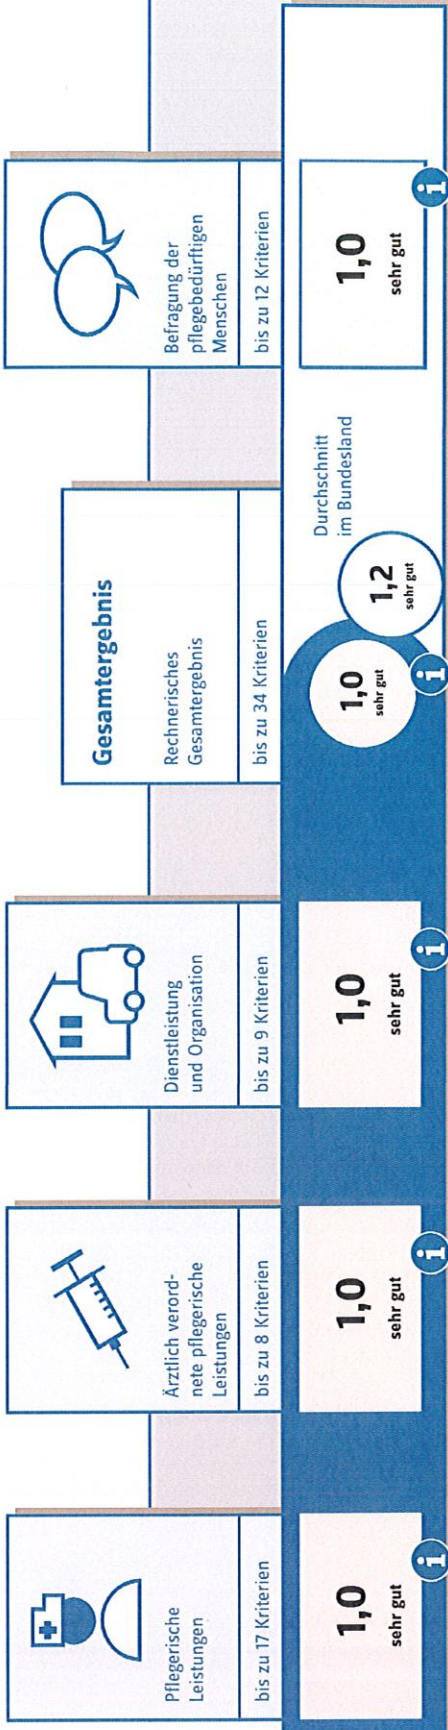 Pflegerische
Leistungen
bis zu 17 Kriterien
1,0
sehr gut
Ärztlich verord-
nete pflegerische
Leistungen
bis zu 8 Kriterien
1,0
sehr gut
Dienstleistung
und Organisation
bis zu 9 Kriterien
1,0
sehr gut
Gesamtergebnis
Rechnerisches
Gesamtergebnis
bis zu 34 Kriterien
1,0
sehr gut
Durchschnitt
im Bundesland
1,2
sehr gut
Befragung der
pflegebedürftigen
Menschen
bis zu 12 Kriterien
1,0
sehr gut
i
i
i
i
i